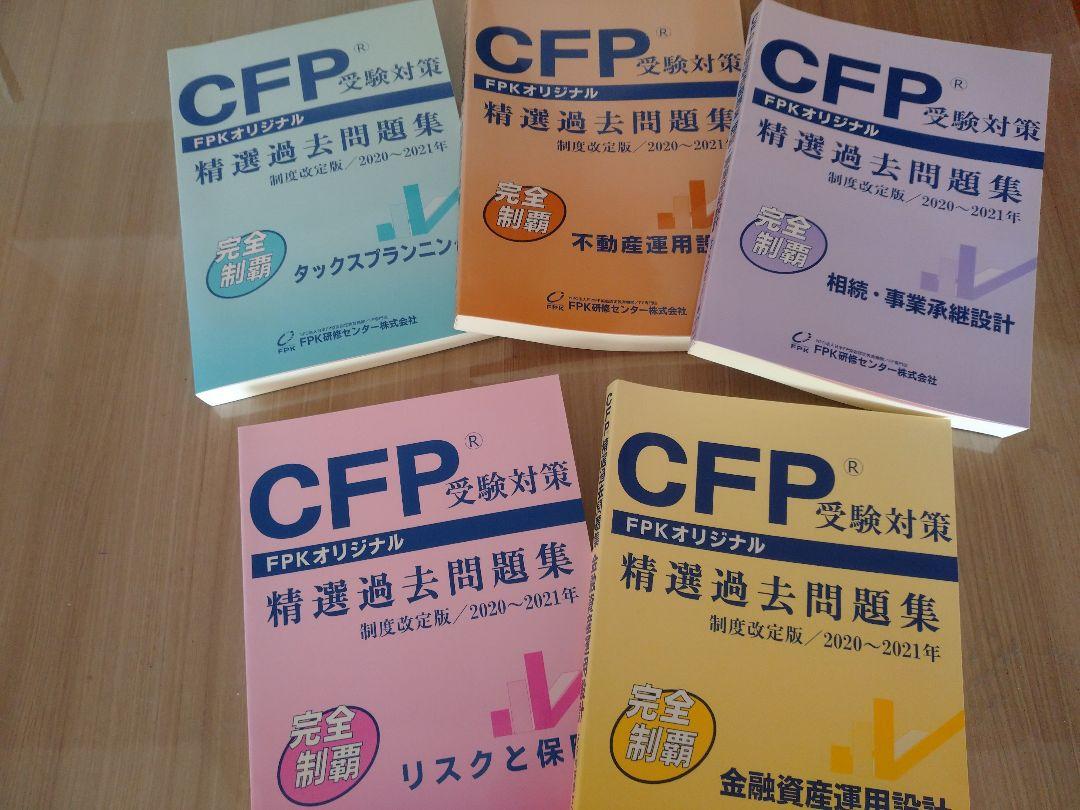 CFP®
受験対策
FPKオリジナル
精選過去問題集
制度改定版/2020～2021年
完全
制覇
タックスプランニン
FPK
FPK研修センター株式会社
CFP®
受験対策
FPKオリジナル
精選過去問題集
制度改定版/2020～2021年
完全
制覇
不動産運用設
FPK
FPK研修センター株式会社
CFP®
受験対策
FPKオリジナル
精選過去問題集
制度改定版/2020～2021年
完全
制覇
相続・事業承継設計
FPK
FPK研修センター株式会社
CFP®
受験対策
FPKオリジナル
精選過去問題集
制度改定版/2020～2021年
完全
制覇
リスクと保
CFP®
受験対策
FPKオリジナル
精選過去問題集
制度改定版/2020～2021年
完全
制覇
金融資産運用設計